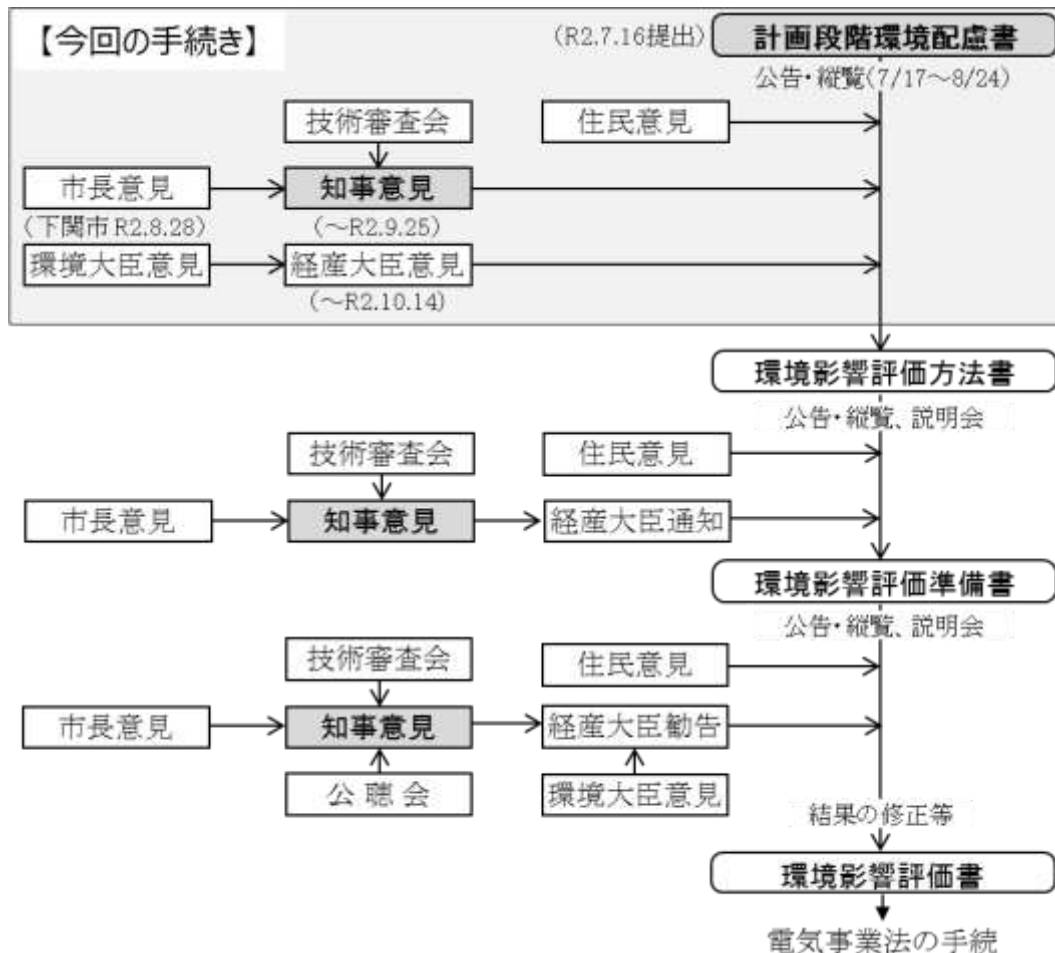 【今回の手続き】
(R2.7.16提出)
計画段階環境配慮書
公告・縦覧(7/17～8/24)
技術審査会
住民意見
市長意見
知事意見
(下関市 R2.8.28)
(～R2.9.25)
環境大臣意見
経産大臣意見
(～R2.10.14)
環境影響評価方法書
公告・縦覧、説明会
技術審査会
住民意見
市長意見
知事意見
経産大臣通知
環境影響評価準備書
公告・縦覧、説明会
技術審査会
住民意見
市長意見
知事意見
経産大臣勧告
公 聴 会
環境大臣意見
結果の修正等
環境影響評価書
電気事業法の手続